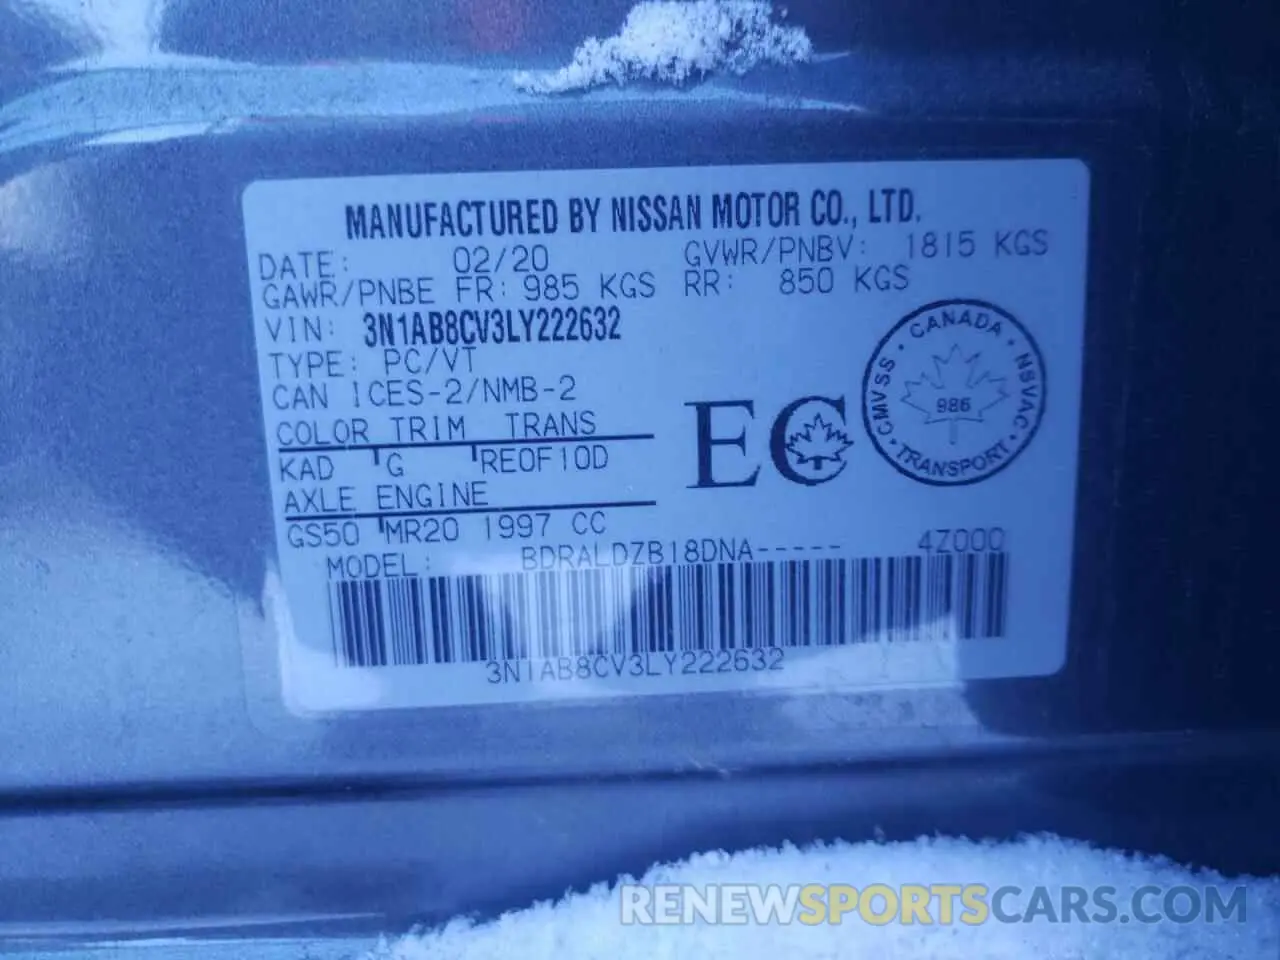 MANUFACTURED BY NISSAN MOTOR CO., LTD.
DATE: 02/20 GVWR/PNBV: 1815 KGS
GAWR/PNBE FR: 985 KGS RR: 850 KGS
VIN: 3N1AB8CV3LY222632
TYPE: PC/VT
CAN ICES-2/NMB-2
COLOR TRIM TRANS
KAD G RE0F10D
AXLE ENGINE
GS50 MR20 1997 CC
MODEL: BDRALDZB18DNA----- 4Z000
3N1AB8CV3LY222632
EC
CANADA · NSVAC · TRANSPORT · CMVSS ·
986
RENEWSPORTSCARS.COM